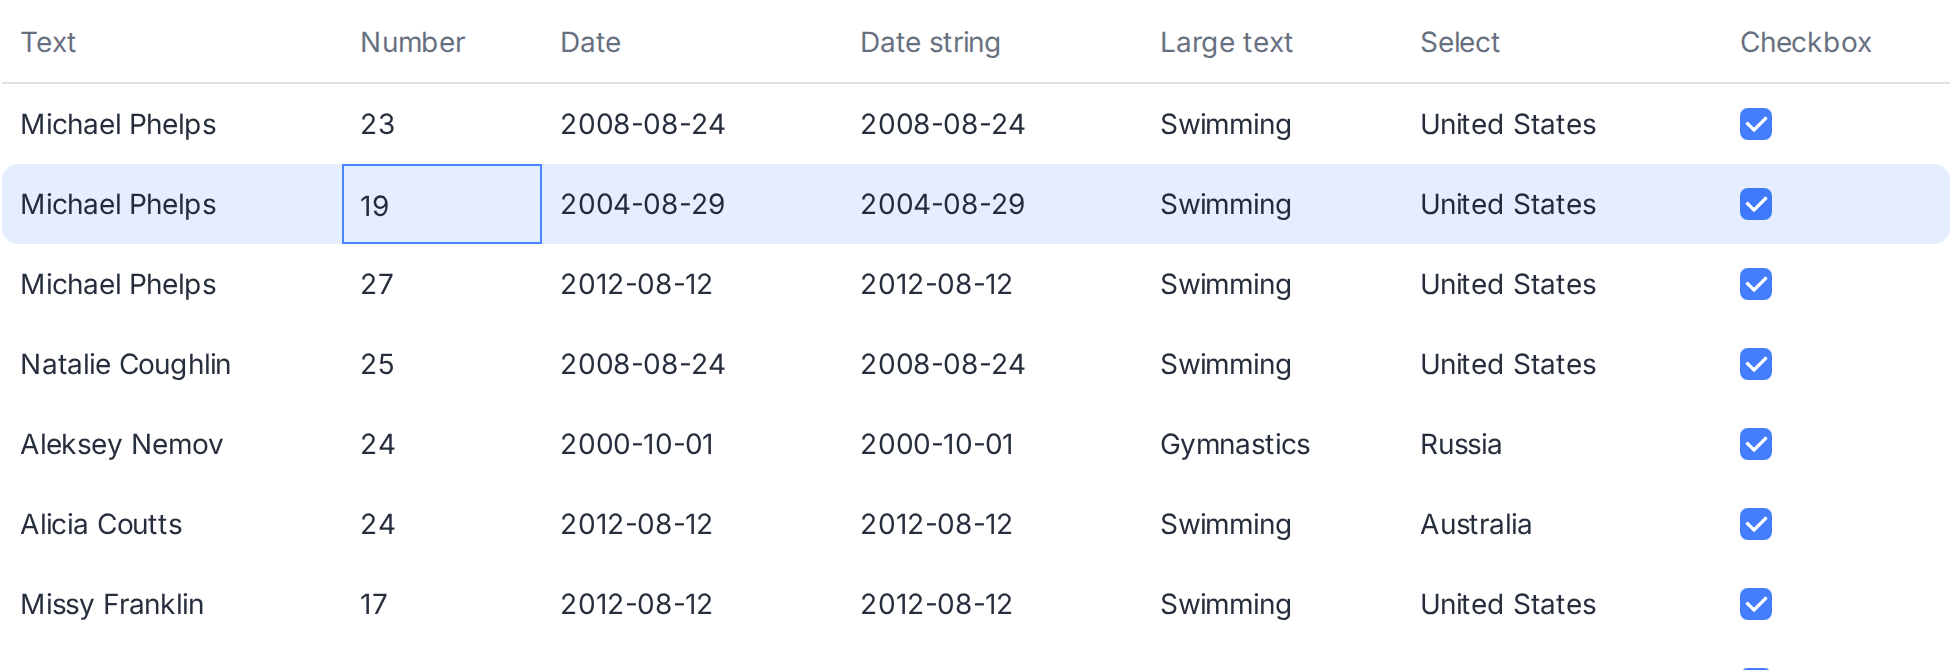 Text Number Date Date string Large text Select Checkbox
Michael Phelps 23 2008-08-24 2008-08-24 Swimming United States
Michael Phelps 19 2004-08-29 2004-08-29 Swimming United States
Michael Phelps 27 2012-08-12 2012-08-12 Swimming United States
Natalie Coughlin 25 2008-08-24 2008-08-24 Swimming United States
Aleksey Nemov 24 2000-10-01 2000-10-01 Gymnastics Russia
Alicia Coutts 24 2012-08-12 2012-08-12 Swimming Australia
Missy Franklin 17 2012-08-12 2012-08-12 Swimming United States